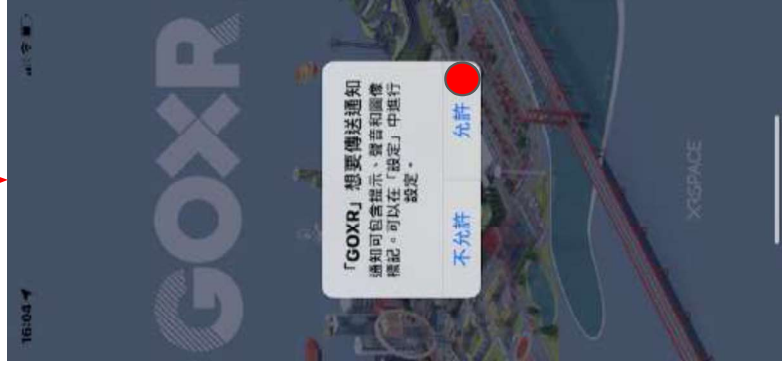 16:04
GOXR
「GOXR」想要傳送通知
通知可包含提示、聲音和圖像
標記。可以在「設定」中進行
設定。
不允許
允許
XRSPACE